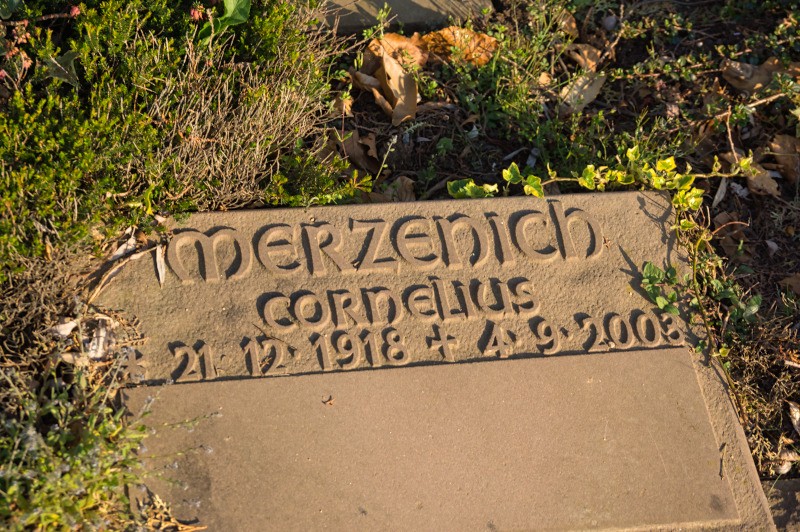 MERZENICH
CORNELIUS
* 21·12·1918 + 4·9·2003